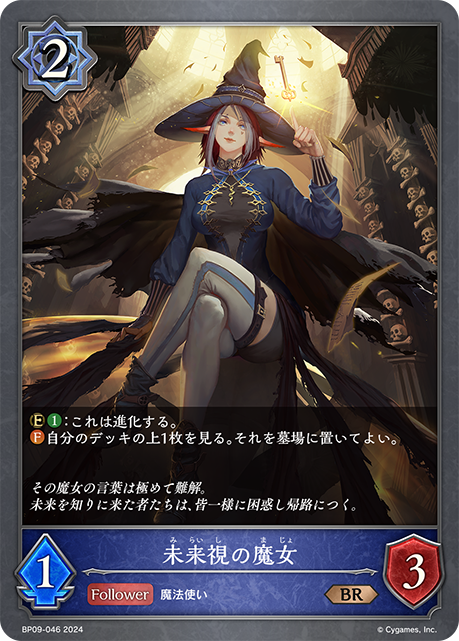 2
E 1:これは進化する。
F 自分のデッキの上1枚を見る。それを墓場に置いてよい。
その魔女の言葉は極めて難解。
未来を知りに来た者たちは、皆一様に困惑し帰路につく。
みらいし まじょ
未来視の魔女
1
Follower 魔法使い BR
3
BP09-046 2024 © Cygames, Inc.